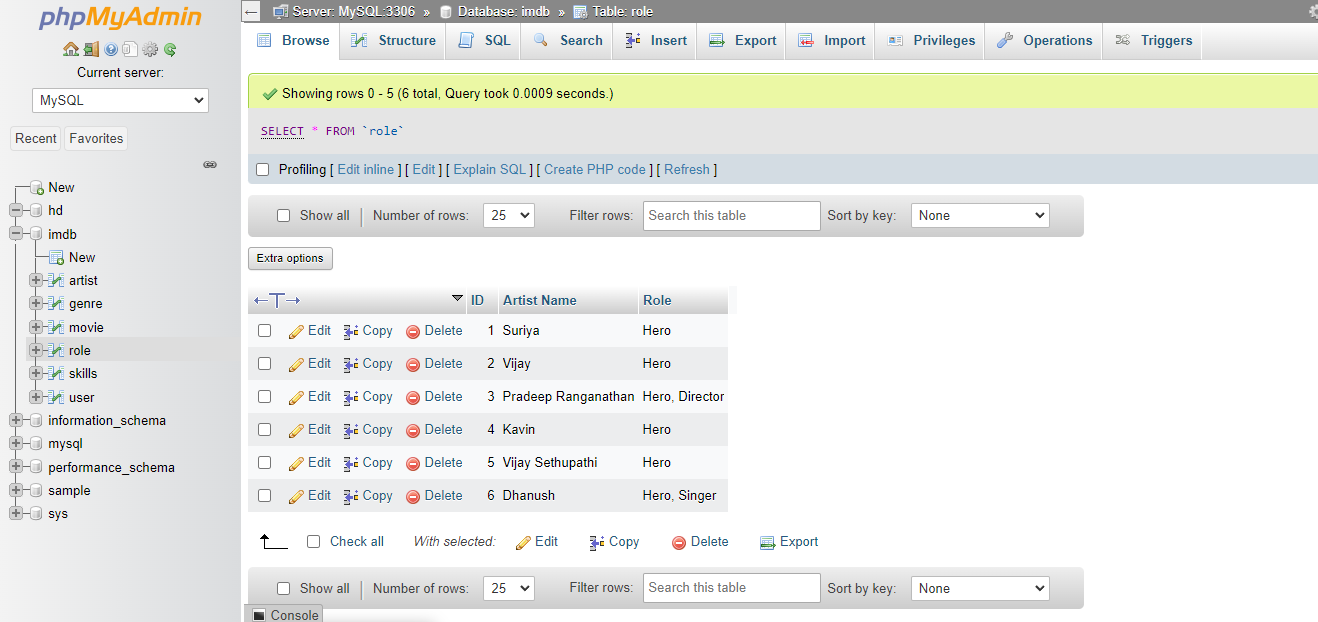 phpMyAdmin
Current server:
MySQL
Recent Favorites
New
hd
imdb
New
artist
genre
movie
role
skills
user
information_schema
mysql
performance_schema
sample
sys
← Server: MySQL:3306 » Database: imdb » Table: role
Browse Structure SQL Search Insert Export Import Privileges Operations Triggers
Showing rows 0 - 5 (6 total, Query took 0.0009 seconds.)
SELECT * FROM `role`
Profiling [ Edit inline ] [ Edit ] [ Explain SQL ] [ Create PHP code ] [ Refresh ]
Show all Number of rows: 25 Filter rows: Search this table Sort by key: None
Extra options
←T→ ID Artist Name Role
Edit Copy Delete 1 Suriya Hero
Edit Copy Delete 2 Vijay Hero
Edit Copy Delete 3 Pradeep Ranganathan Hero, Director
Edit Copy Delete 4 Kavin Hero
Edit Copy Delete 5 Vijay Sethupathi Hero
Edit Copy Delete 6 Dhanush Hero, Singer
Check all With selected: Edit Copy Delete Export
Show all Number of rows: 25 Filter rows: Search this table Sort by key: None
Console